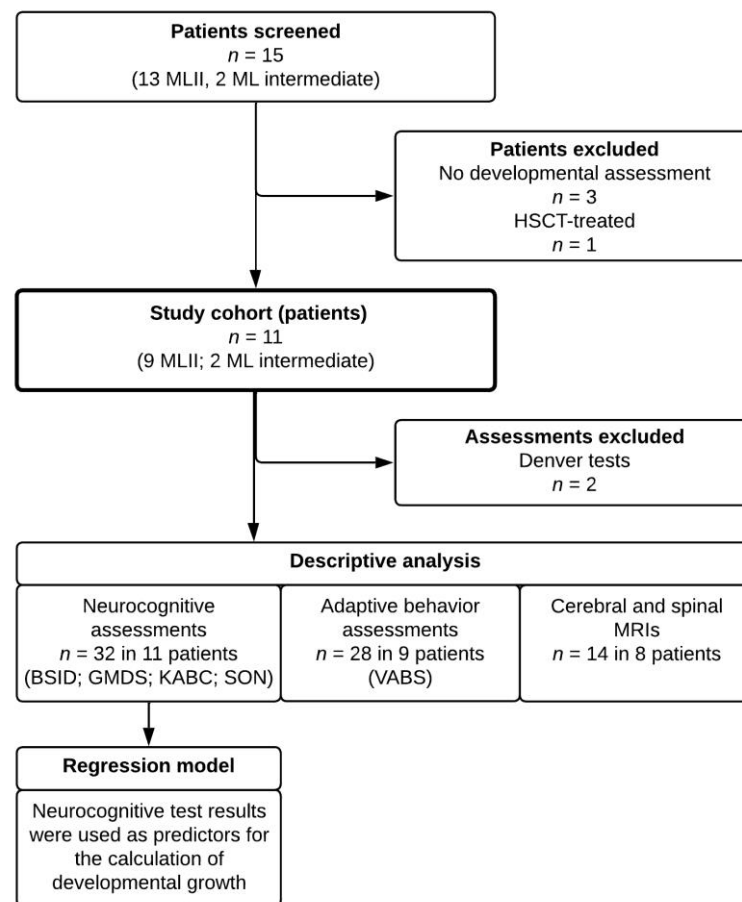 Patients screened
n = 15
(13 MLII, 2 ML intermediate)
Patients excluded
No developmental assessment
n = 3
HSCT-treated
n = 1
Study cohort (patients)
n = 11
(9 MLII; 2 ML intermediate)
Assessments excluded
Denver tests
n = 2
Descriptive analysis
Neurocognitive
assessments
n = 32 in 11 patients
(BSID; GMDS; KABC; SON)
Adaptive behavior
assessments
n = 28 in 9 patients
(VABS)
Cerebral and spinal
MRIs
n = 14 in 8 patients
Regression model
Neurocognitive test results
were used as predictors for
the calculation of
developmental growth